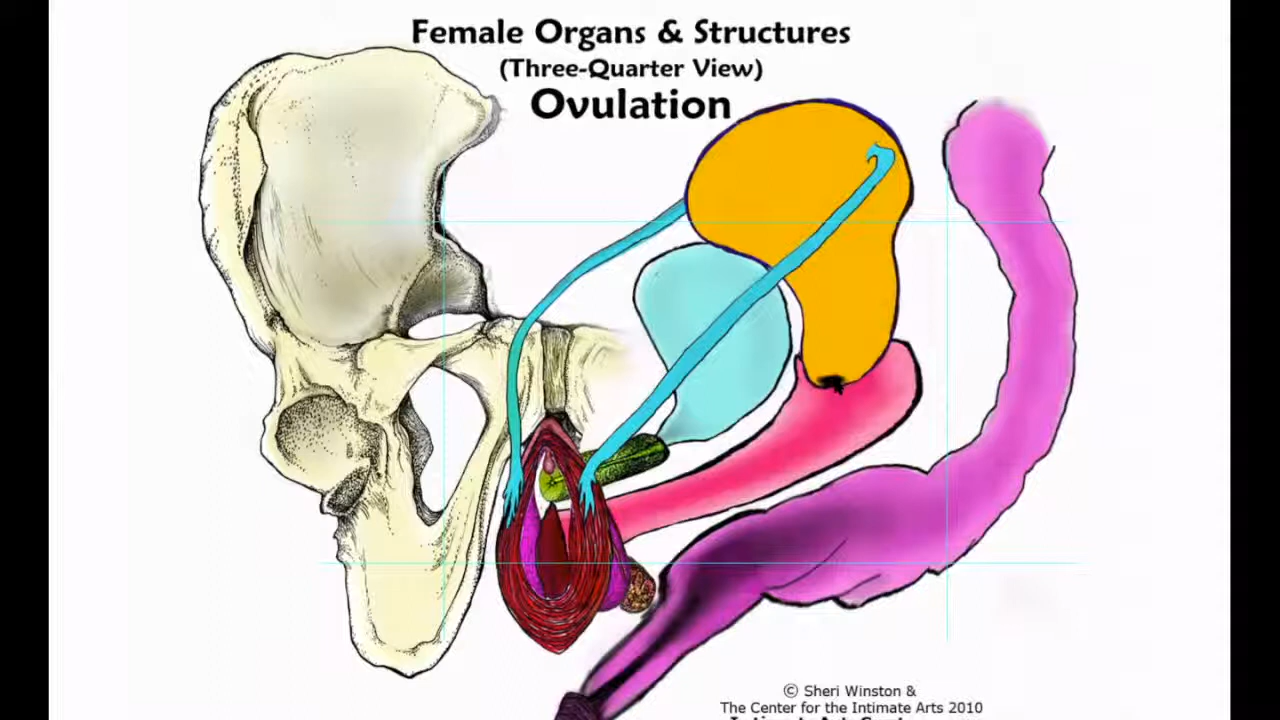 Female Organs & Structures
(Three-Quarter View)
Ovulation
© Sheri Winston &
The Center for the Intimate Arts 2010